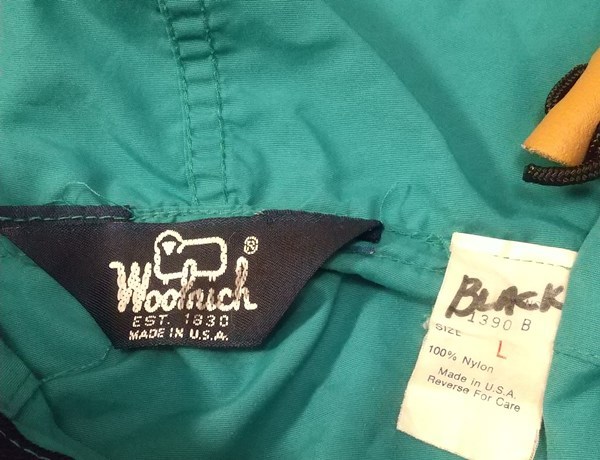 Woolrich ®
EST. 1830
MADE IN U.S.A.
BLACK
1390 B
SIZE L
100% Nylon
Made in U.S.A.
Reverse For Care